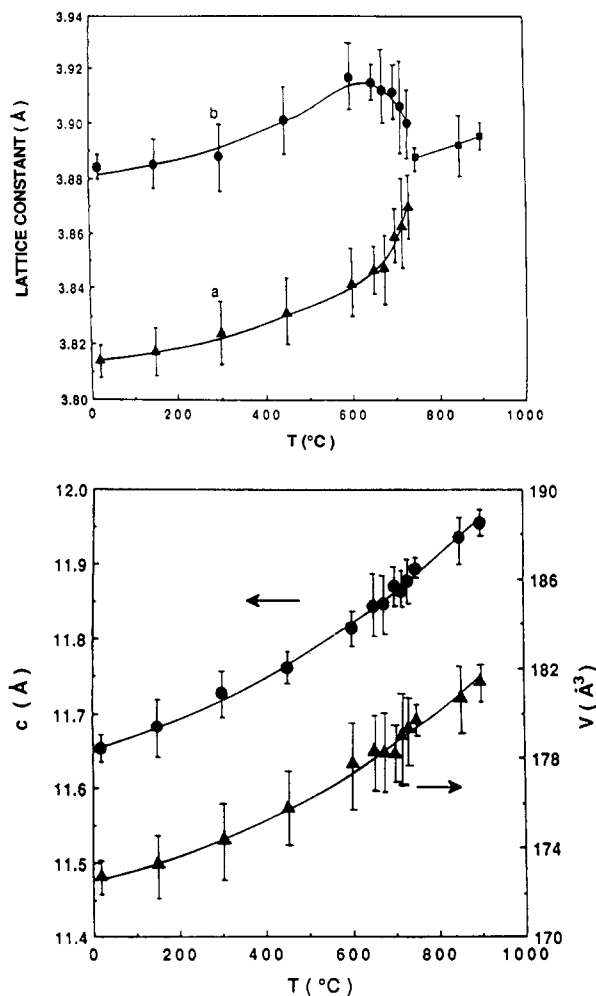 3.94
3.92
3.90
3.88
3.86
3.84
3.82
3.80
LATTICE CONSTANT (Å)
b
a
0 200 400 600 800 1000
T (°C)
12.0
11.9
11.8
11.7
11.6
11.5
11.4
c (Å)
190
186
182
178
174
170
V (Å³)
0 200 400 600 800 1000
T (°C)